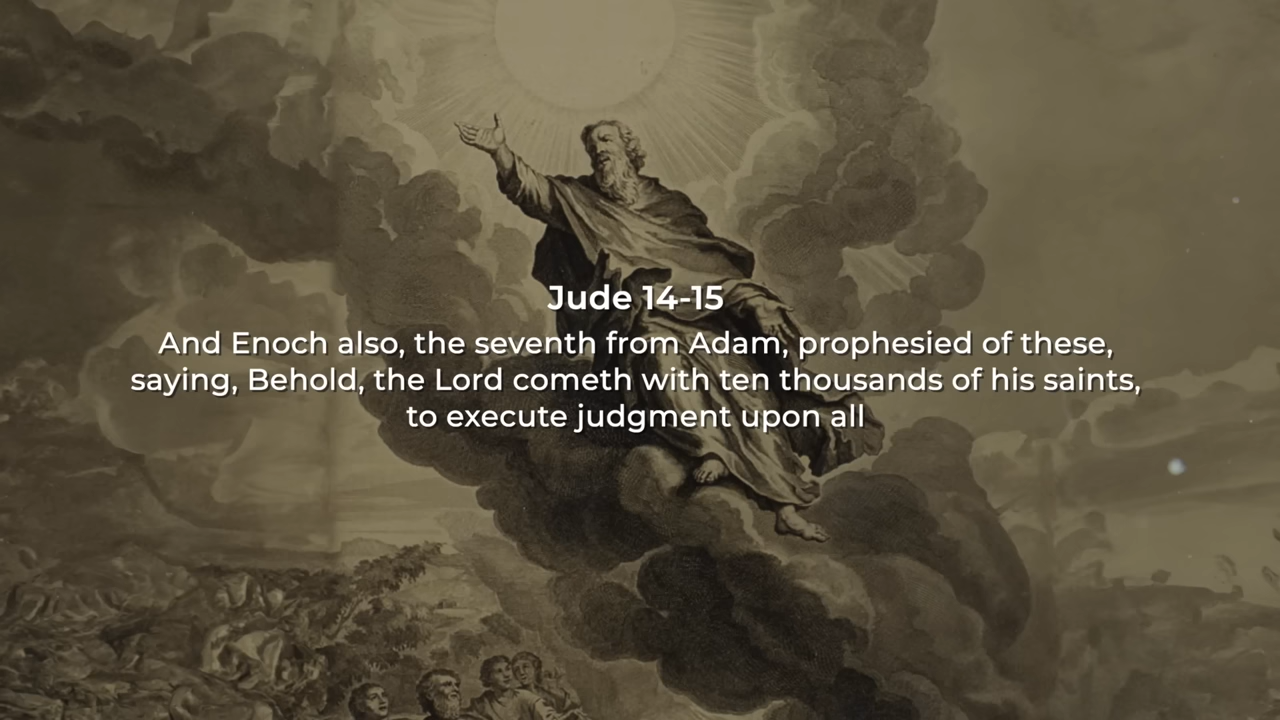 Jude 14-15
And Enoch also, the seventh from Adam, prophesied of these,
saying, Behold, the Lord cometh with ten thousands of his saints,
to execute judgment upon all